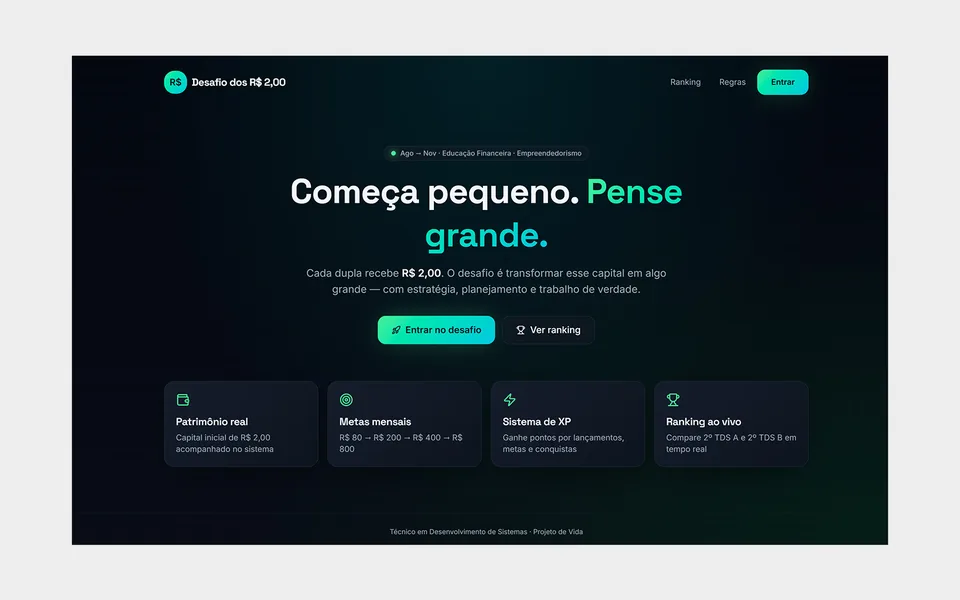 R$ Desafio dos R$ 2,00
Ranking
Regras
Entrar
Ago → Nov · Educação Financeira · Empreendedorismo
Começa pequeno. Pense
grande.
Cada dupla recebe R$ 2,00. O desafio é transformar esse capital em algo
grande — com estratégia, planejamento e trabalho de verdade.
Entrar no desafio
Ver ranking
Patrimônio real
Capital inicial de R$ 2,00
acompanhado no sistema
Metas mensais
R$ 80 → R$ 200 → R$ 400 → R$
800
Sistema de XP
Ganhe pontos por lançamentos,
metas e conquistas
Ranking ao vivo
Compare 2º TDS A e 2º TDS B em
tempo real
Técnico em Desenvolvimento de Sistemas · Projeto de Vida